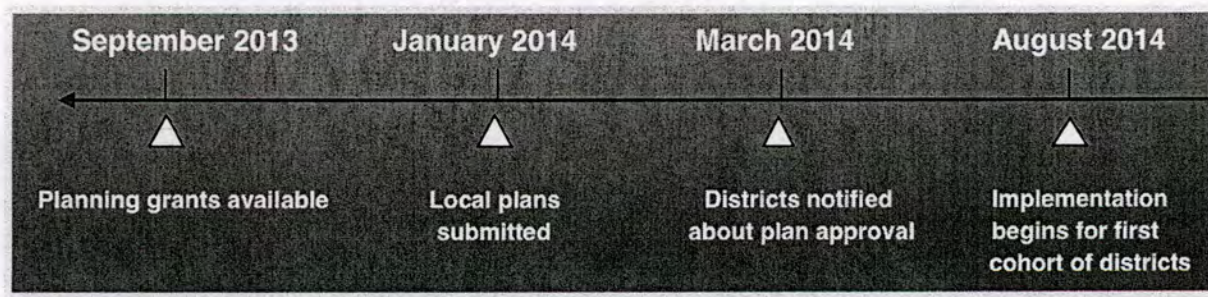 September 2013
January 2014
March 2014
August 2014
Planning grants available
Local plans
submitted
Districts notified
about plan approval
Implementation
begins for first
cohort of districts